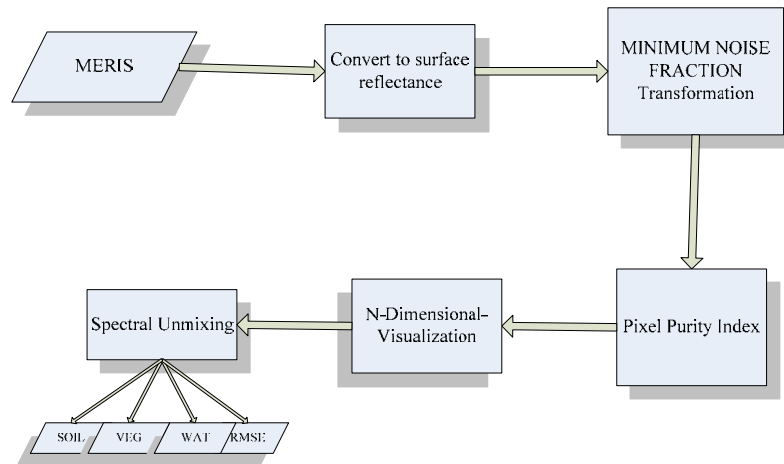 MERIS
Convert to surface
reflectance
MINIMUM NOISE
FRACTION
Transformation
Pixel Purity Index
N-Dimensional-
Visualization
Spectral Unmixing
SOIL
VEG
WAT
RMSE